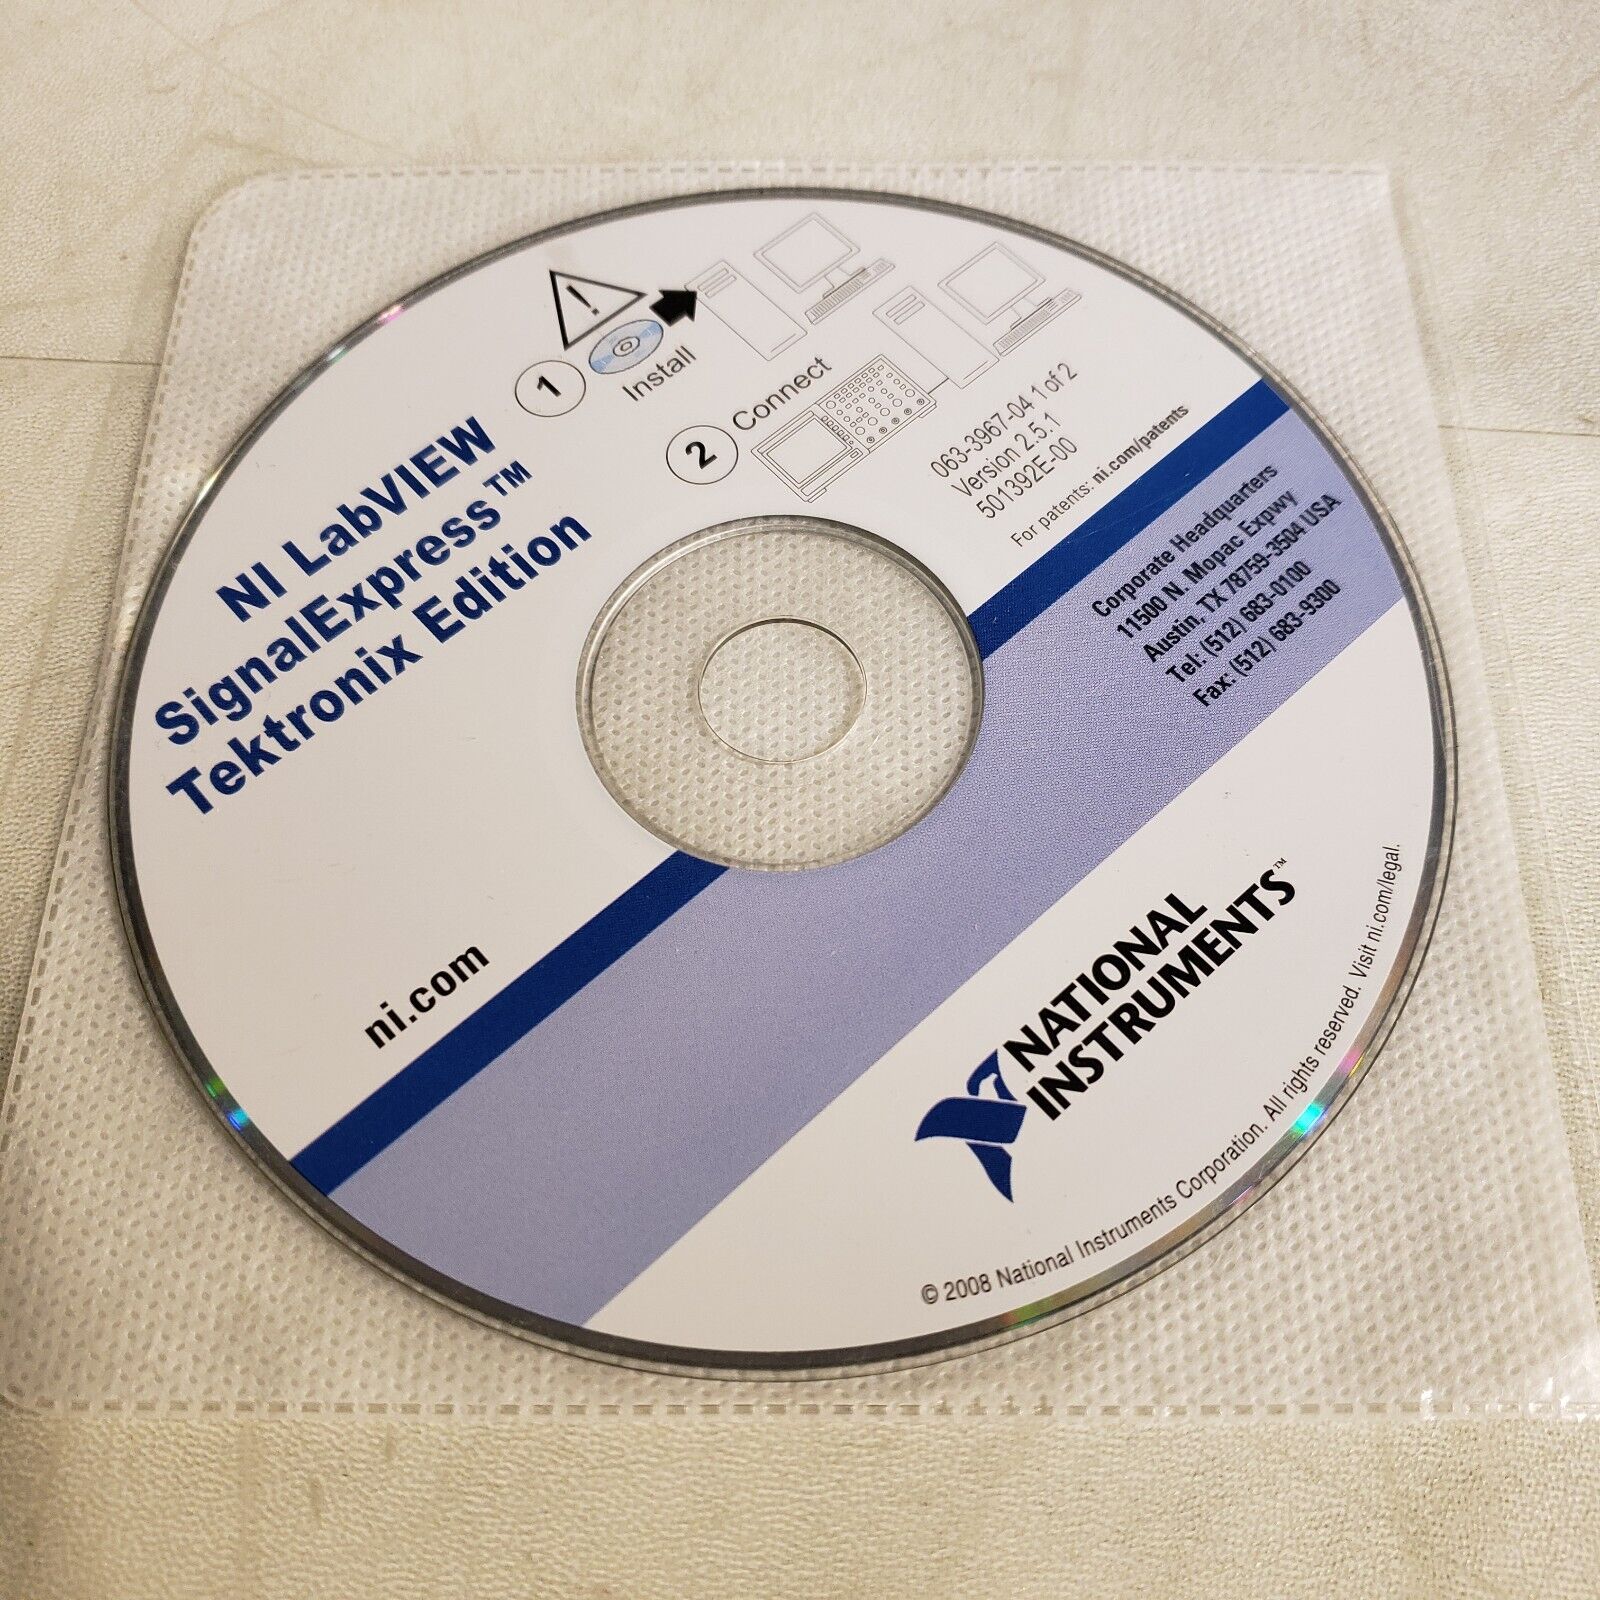 NI LabVIEW
SignalExpress™
Tektronix Edition
!
1
Install
2
Connect
063-3967-04 1 of 2
Version 2.5.1
501392E-00
For patents: ni.com/patents
Corporate Headquarters
11500 N. Mopac Expwy
Austin, TX 78759-3504 USA
Tel: (512) 683-0100
Fax: (512) 683-9300
ni.com
NATIONAL
INSTRUMENTS™
© 2008 National Instruments Corporation. All rights reserved. Visit ni.com/legal.